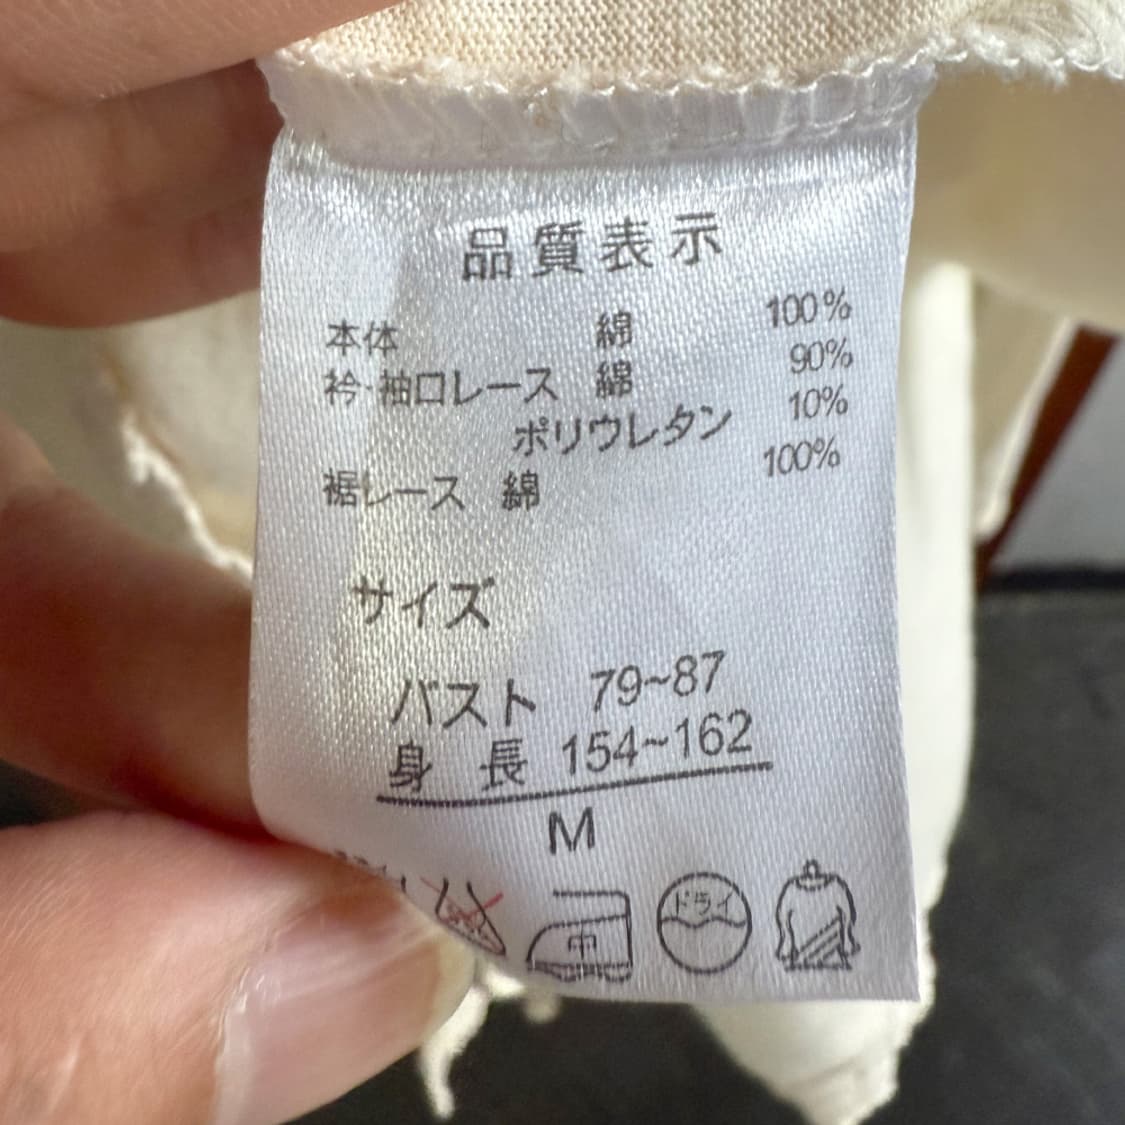 品質表示
本体 綿 100%
衿・袖口レース 綿 90%
ポリウレタン 10%
裾レース 綿 100%
サイズ
バスト 79~87
身長 154~162
M
中 ドライ